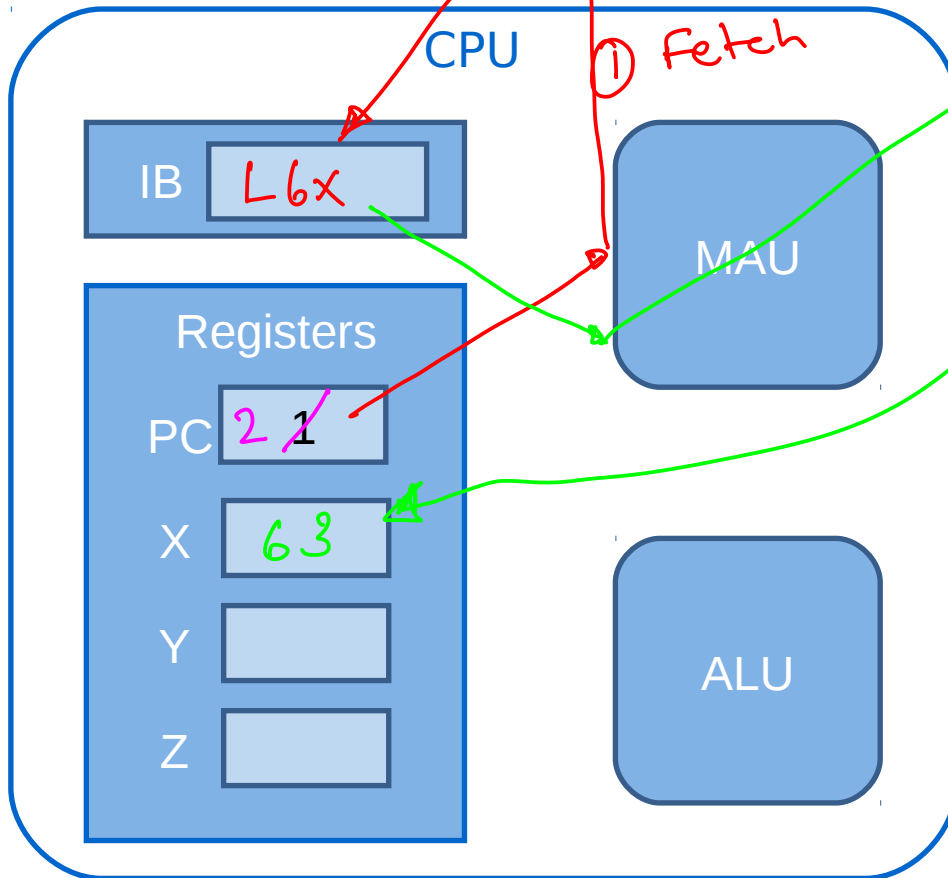 CPU
① Fetch
IB L6x
MAU
Registers
PC 2 1
X 63
Y
ALU
Z